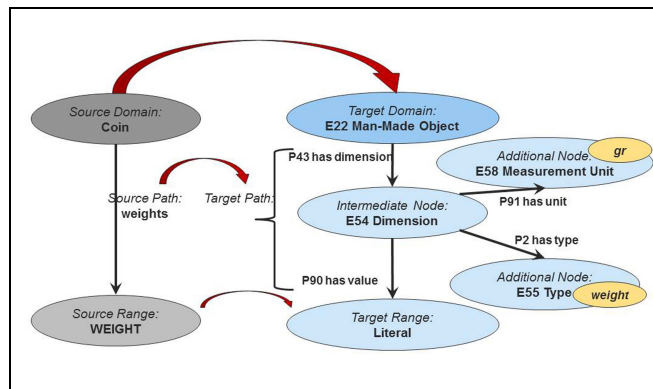 Source Domain:
Coin
Target Domain:
E22 Man-Made Object
P43 has dimension
gr
Additional Node:
E58 Measurement Unit
P91 has unit
Source Path:
weights
Target Path:
Intermediate Node:
E54 Dimension
P2 has type
P90 has value
Additional Node:
E55 Type
weight
Source Range:
WEIGHT
Target Range:
Literal